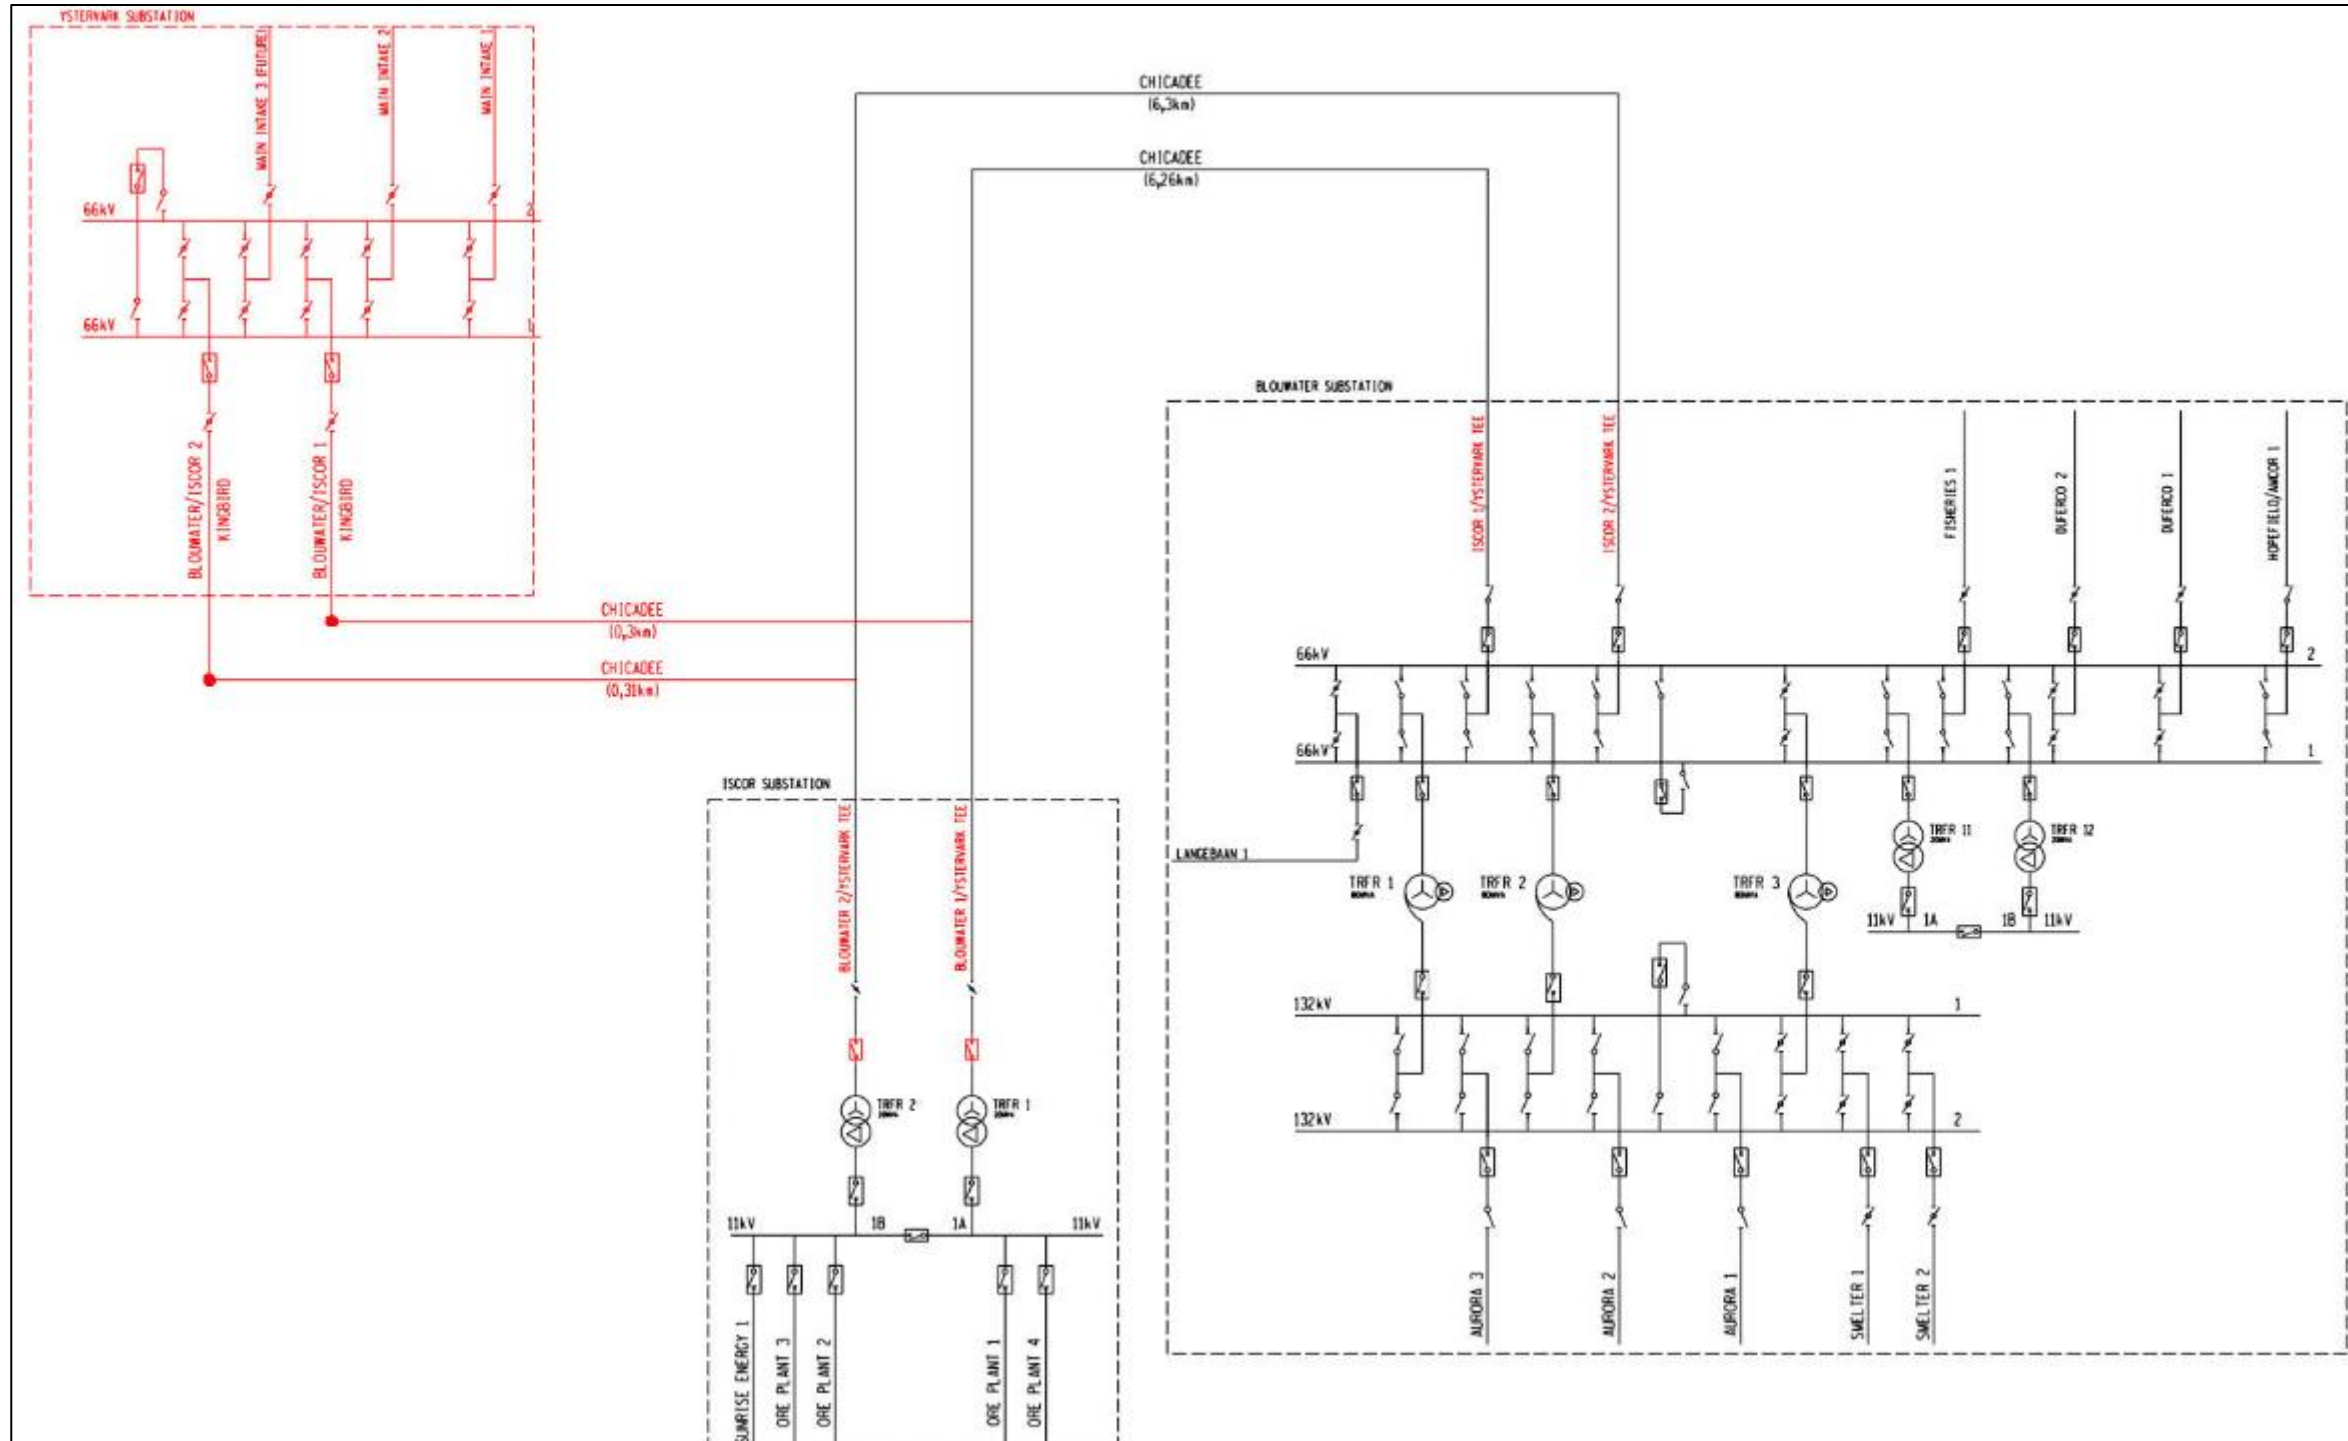 YSTERVARK SUBSTATION
MAIN INTAKE 3 (FUTURE)
MAIN INTAKE 2
MAIN INTAKE 1
66kV
2
66kV
1
BLOUWATER/ISCOR 2
KINGBIRD
BLOUWATER/ISCOR 1
KINGBIRD
CHICADEE
(6,3km)
CHICADEE
(6,26km)
CHICADEE
(0,3km)
CHICADEE
(0,31km)
BLOUWATER SUBSTATION
ISCOR 1/YSTERVARK TEE
ISCOR 2/YSTERVARK TEE
FISHERIES 1
DUFERCO 2
DUFERCO 1
HOPEFIELD/AMCOR 1
66kV
2
66kV
1
LANGEBAAN 1
TRFR 1
80MVA
TRFR 2
80MVA
TRFR 3
80MVA
TRFR 11
20MVA
TRFR 12
20MVA
11kV
1A
1B
11kV
132kV
1
132kV
2
AURORA 3
AURORA 2
AURORA 1
SMELTER 1
SMELTER 2
ISCOR SUBSTATION
BLOUWATER 2/YSTERVARK TEE
BLOUWATER 1/YSTERVARK TEE
TRFR 2
TRFR 1
11kV
1B
1A
11kV
SUNRISE ENERGY 1
ORE PLANT 3
ORE PLANT 2
ORE PLANT 1
ORE PLANT 4